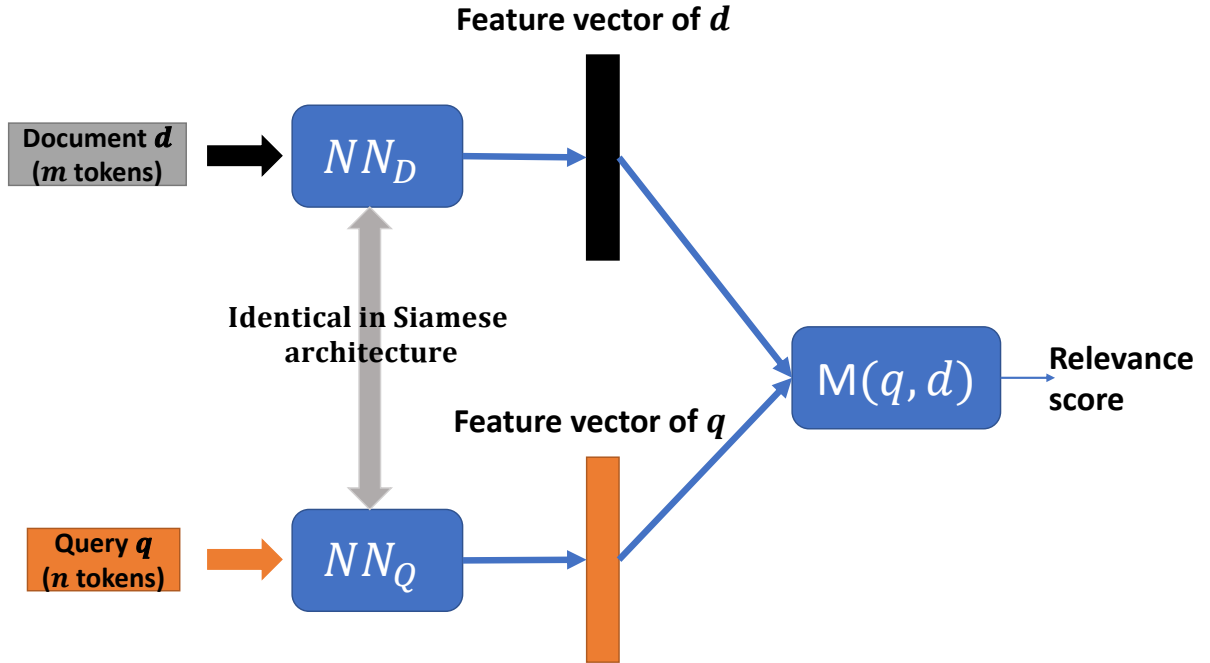 Feature vector of d
Document d
(m tokens)
NN_D
Identical in Siamese
architecture
M(q, d)
Relevance
score
Feature vector of q
Query q
(n tokens)
NN_Q